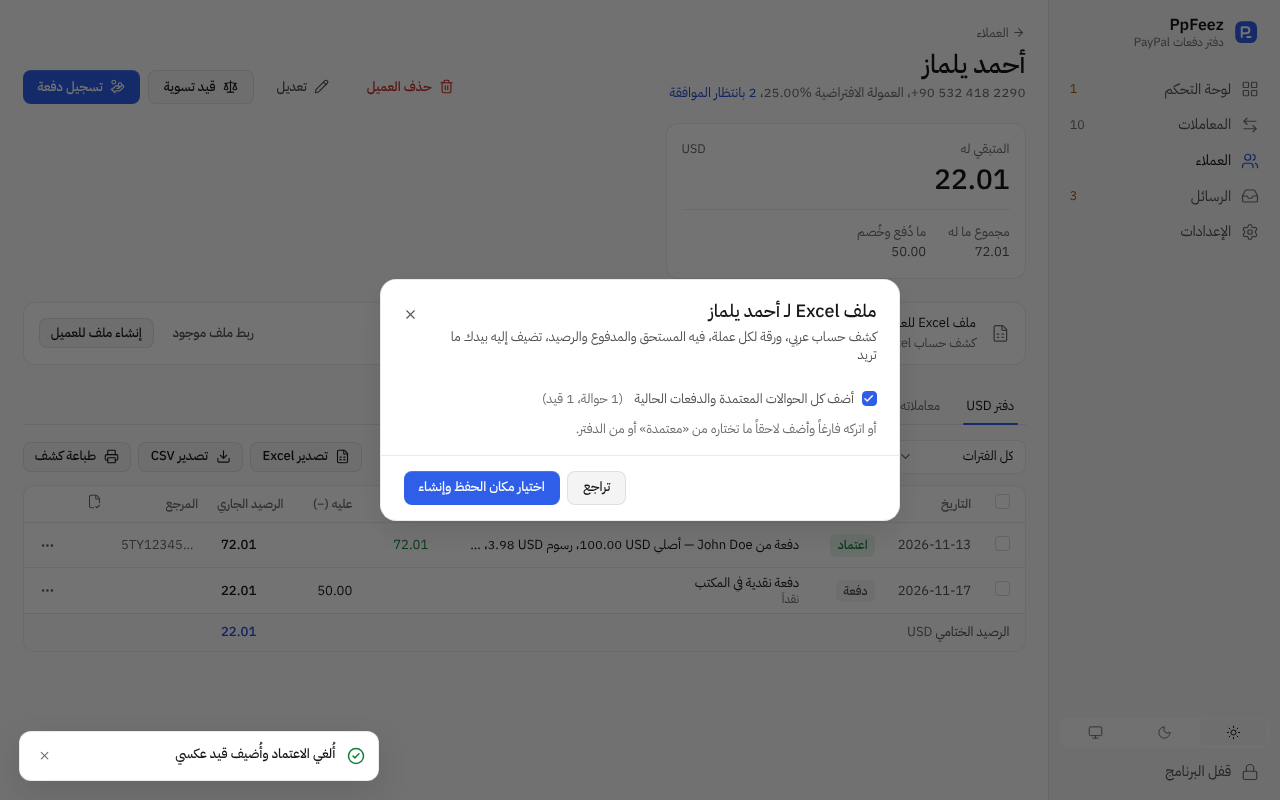 PpFeez
دفتر دفعات PayPal
لوحة التحكم 1
المعاملات 10
العملاء
الرسائل 3
الإعدادات
قفل البرنامج
العملاء
أحمد يلماز
+90 532 418 2290، العمولة الافتراضية 25.00%، 2 بانتظار الموافقة
حذف العميل
تعديل
قيد تسوية
تسجيل دفعة
المتبقي له USD
22.01
مجموع ما له ما دُفع وخُصم
72.01 50.00
ملف Excel للع
كشف حساب
ربط ملف موجود
إنشاء ملف للعميل
دفتر USD معاملاته
كل الفترات
تصدير Excel
تصدير CSV
طباعة كشف
التاريخ عليه (−) الرصيد الجاري المرجع
2026-11-13 اعتماد دفعة من John Doe — أصلي 100.00 USD، رسوم 3.98 USD، ... 72.01 72.01 5TY12345...
2026-11-17 دفعة دفعة نقدية في المكتب 50.00 22.01
نقداً
الرصيد الختامي USD 22.01
ملف Excel لـ أحمد يلماز
كشف حساب عربي، ورقة لكل عملة، فيه المستحق والمدفوع والرصيد، تضيف إليه بيدك ما
تريد
أضف كل الحوالات المعتمدة والدفعات الحالية (1 حوالة، 1 قيد)
أو اتركه فارغاً وأضف لاحقاً ما تختاره من «معتمدة» أو من الدفتر.
تراجع
اختيار مكان الحفظ وإنشاء
أُلغي الاعتماد وأُضيف قيد عكسي